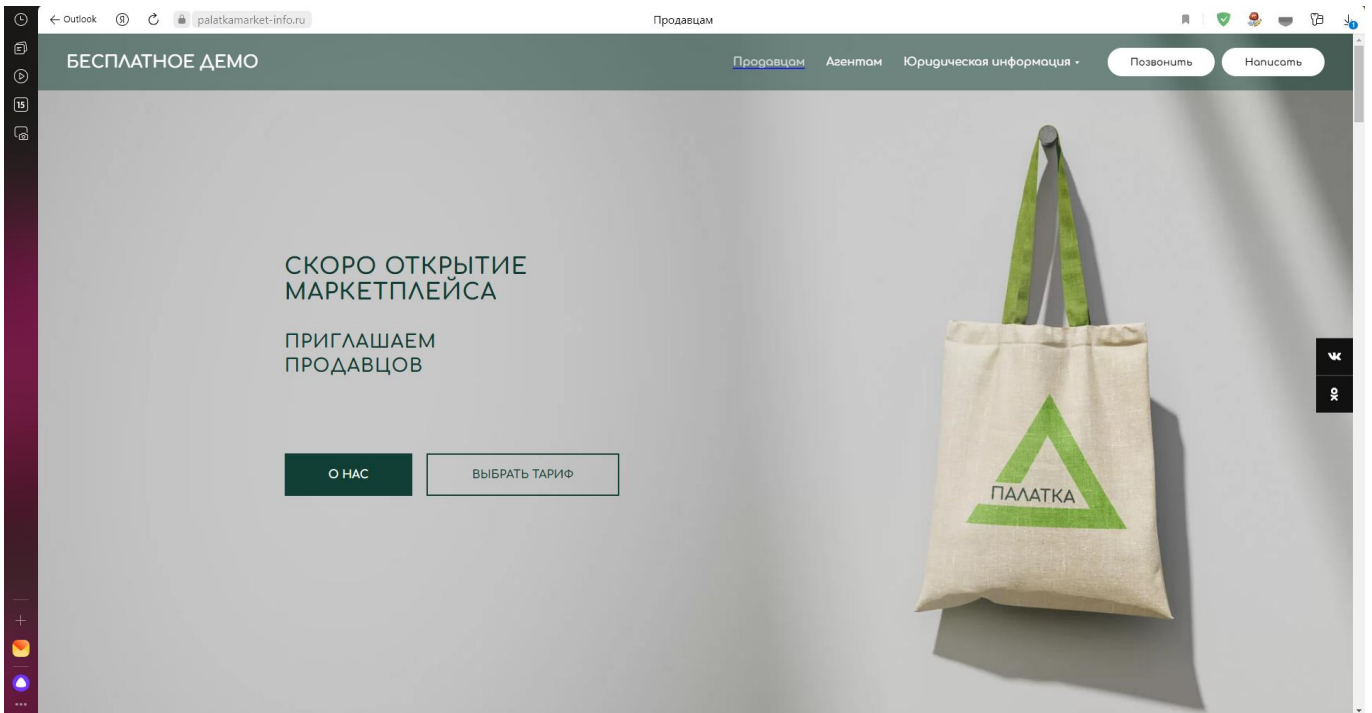 ← Outlook
Я
palatkamarket-info.ru
Продавцам
15
БЕСПЛАТНОЕ ДЕМО
Продавцам
Агентам
Юридическая информация
Позвонить
Написать
СКОРО ОТКРЫТИЕ
МАРКЕТПЛЕЙСА
ПРИГЛАШАЕМ
ПРОДАВЦОВ
О НАС
ВЫБРАТЬ ТАРИФ
ПАЛАТКА